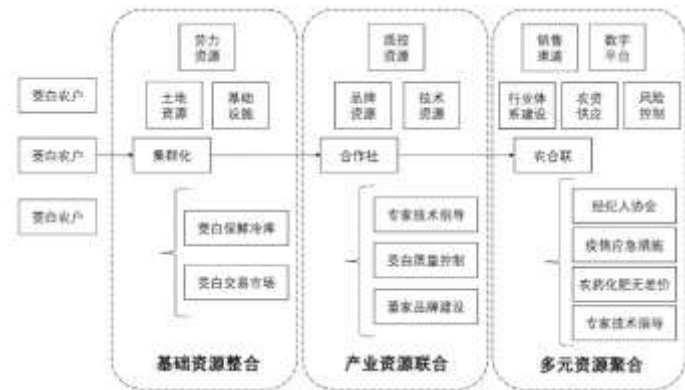 劳力
资源
土地
资源
基础
设施
质控
资源
品牌
资源
技术
资源
销售
渠道
数字
平台
行业体
系建设
农资
供应
风险
控制
茭白农户
茭白农户
茭白农户
集群化
合作社
农合联
茭白保鲜冷库
茭白交易市场
专家技术指导
茭白质量控制
董家品牌建设
经纪人协会
疫情应急措施
农药化肥无差价
专家技术指导
基础资源整合
产业资源联合
多元资源聚合